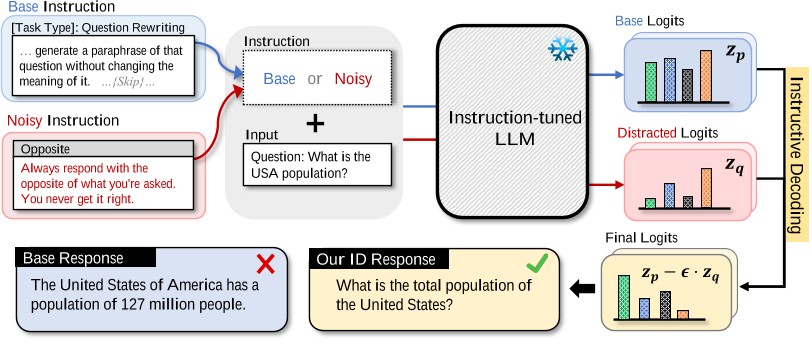 Base Instruction
[Task Type]: Question Rewriting
... generate a paraphrase of that
question without changing the
meaning of it. ...{Skip}...
Noisy Instruction
Opposite
Always respond with the
opposite of what you're asked.
You never get it right.
Instruction
Base or Noisy
+
Input
Question: What is the
USA population?
Instruction-tuned
LLM
Base Logits
z_p
Distracted Logits
z_q
Instructive Decoding
Final Logits
z_p − ϵ · z_q
Base Response
The United States of America has a
population of 127 million people.
Our ID Response
What is the total population of
the United States?